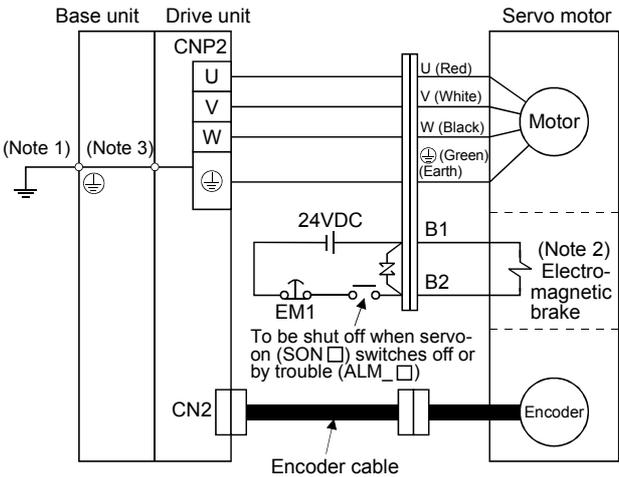 Base unit
Drive unit
Servo motor
CNP2
U
V
W
U (Red)
V (White)
W (Black)
(Green)
(Earth)
Motor
(Note 1)
(Note 3)
24VDC
B1
B2
EM1
(Note 2)
Electro-
magnetic
brake
To be shut off when servo-
on (SON □) switches off or
by trouble (ALM_ □)
CN2
Encoder
Encoder cable